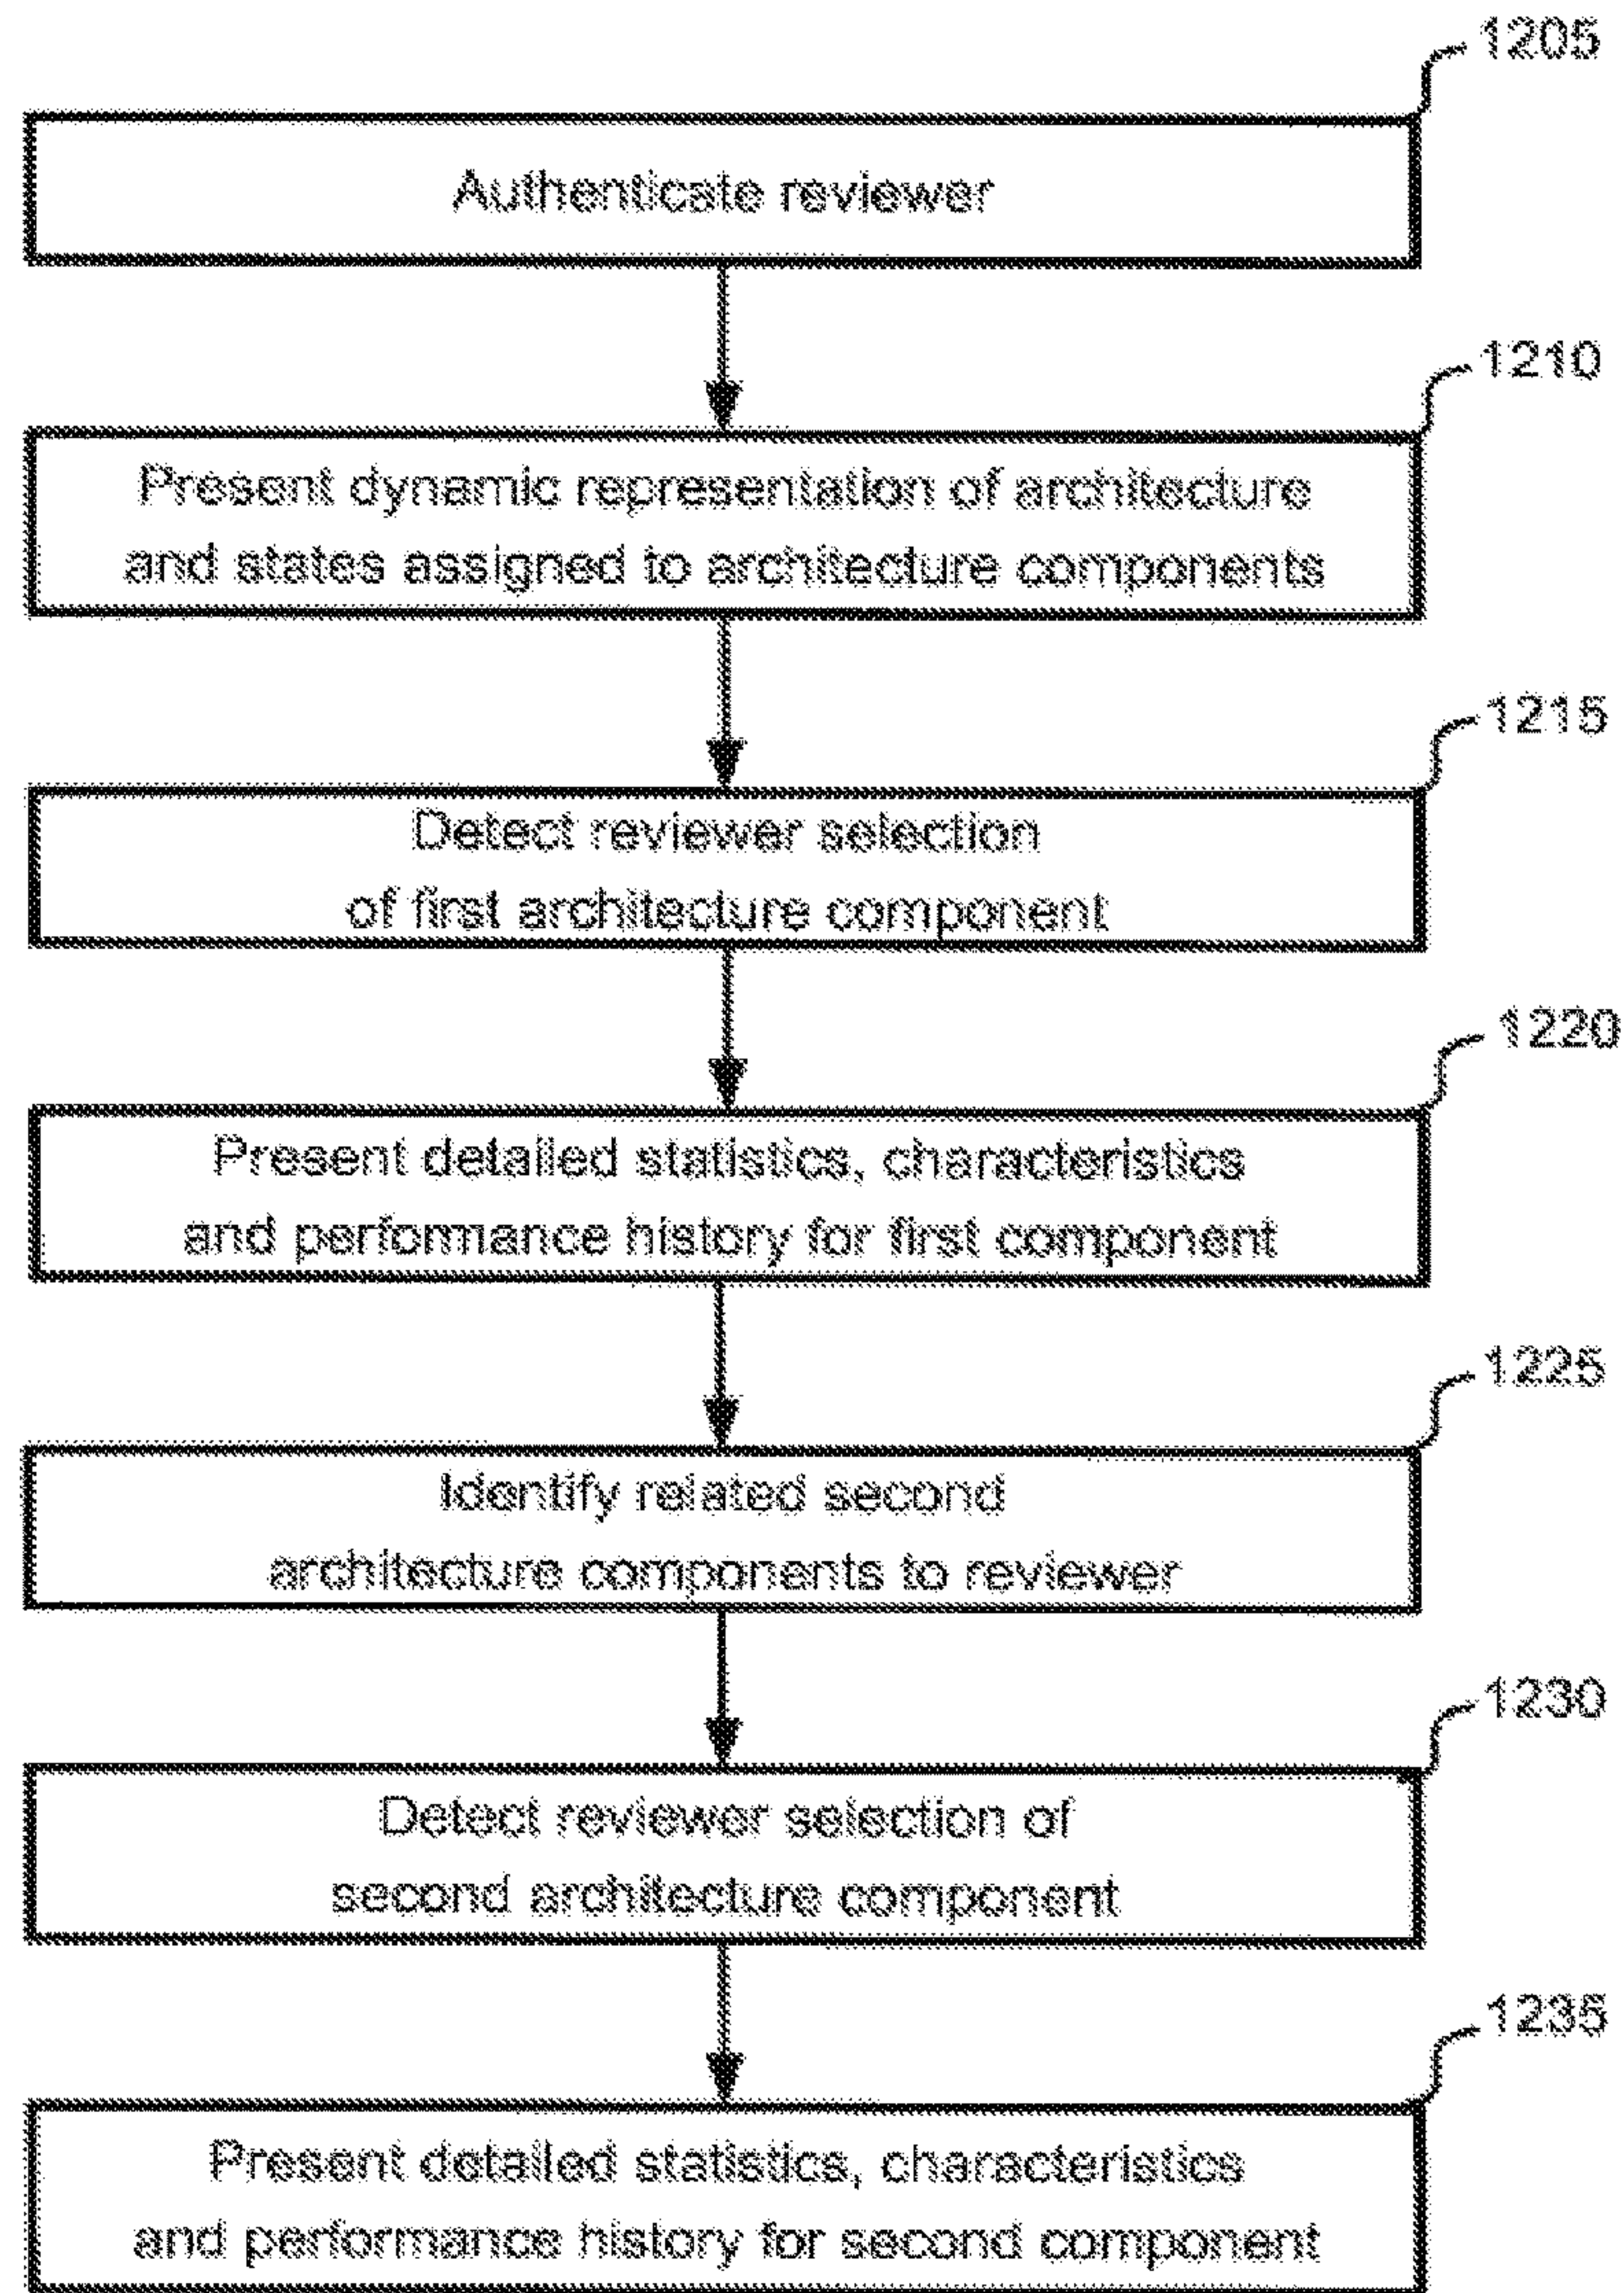 1205
Authenticate reviewer
1210
Present dynamic representation of architecture
and states assigned to architecture components
1215
Detect reviewer selection
of first architecture component
1220
Present detailed statistics, characteristics
and performance history for first component
1225
Identify related second
architecture components to reviewer
1230
Detect reviewer selection of
second architecture component
1235
Present detailed statistics, characteristics
and performance history for second component